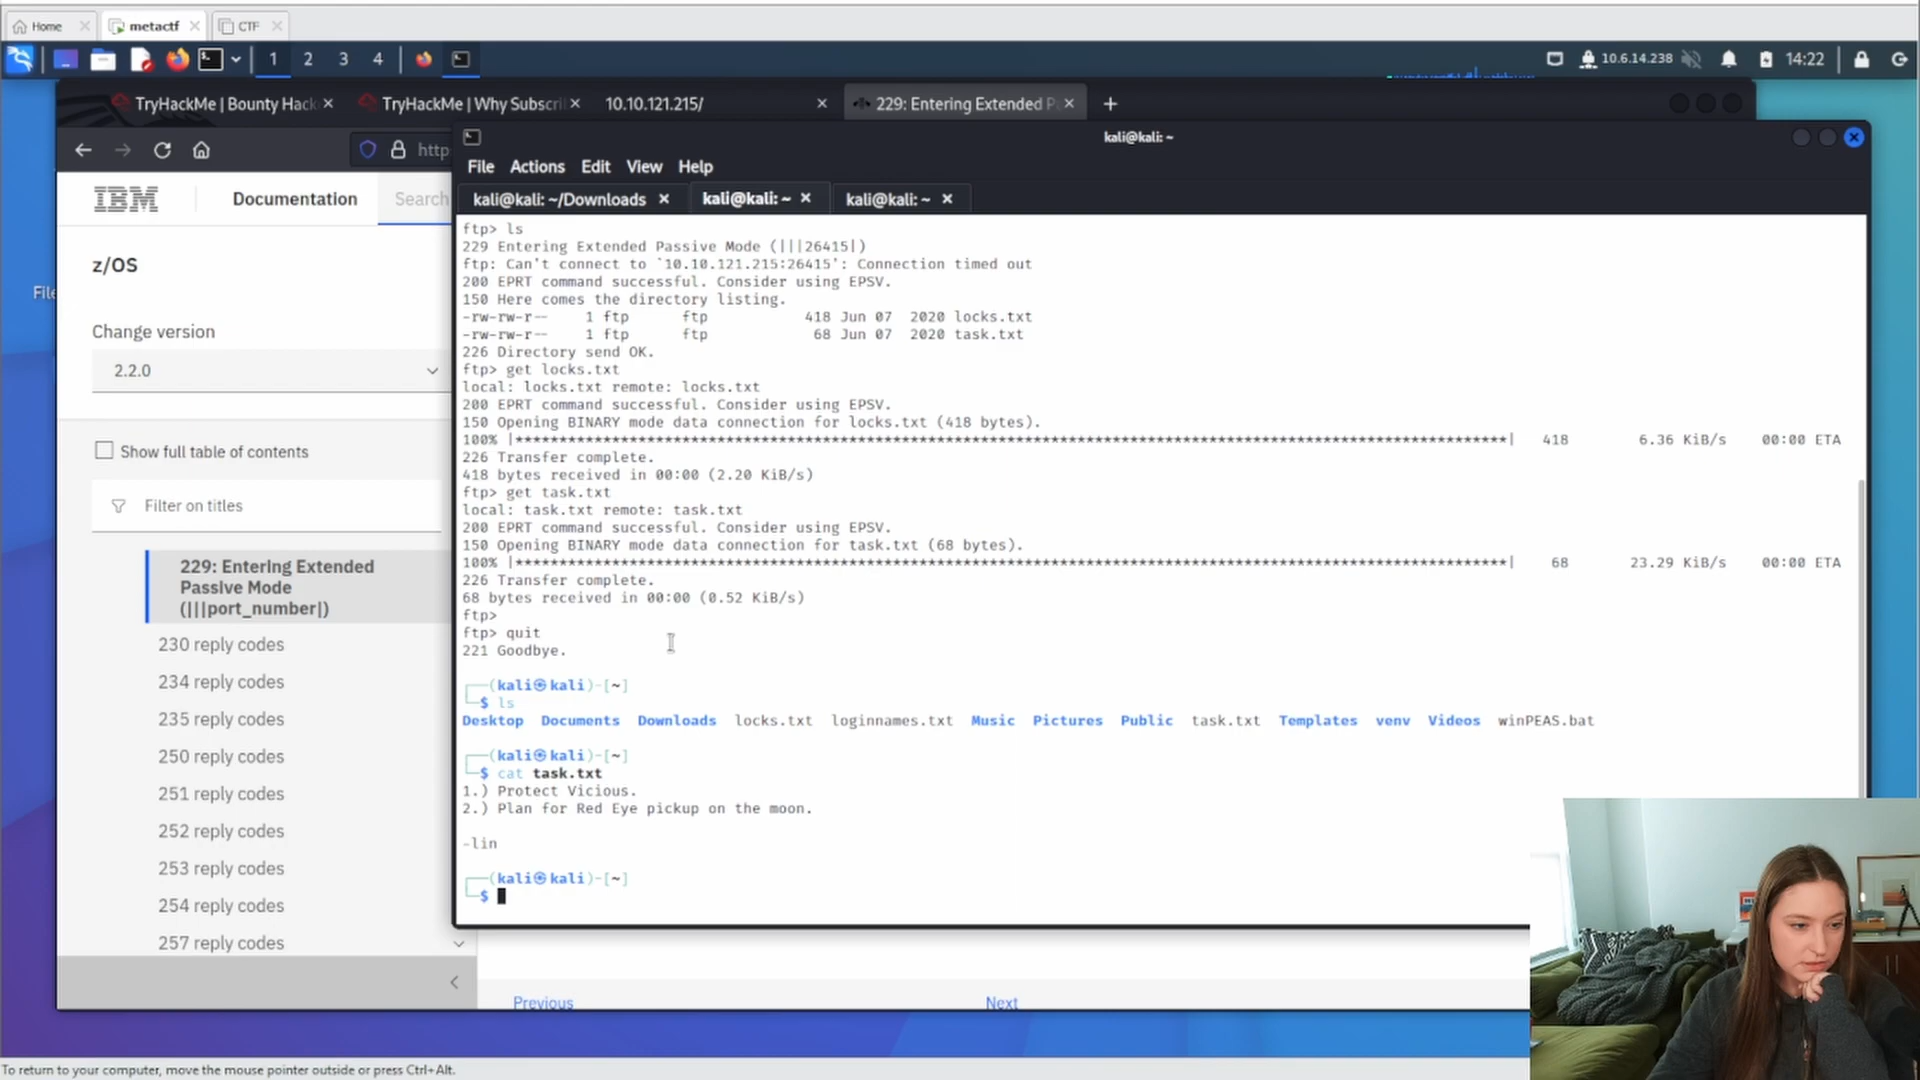 Home
metactf
CTF
1 2 3 4
10.6.14.238
14:22
TryHackMe | Bounty Hack
TryHackMe | Why Subscri
10.10.121.215/
229: Entering Extended P
http
kali@kali: ~
File Actions Edit View Help
kali@kali: ~/Downloads
kali@kali: ~
kali@kali: ~
IBM
Documentation
Search
z/OS
File
Change version
2.2.0
Show full table of contents
Filter on titles
229: Entering Extended
Passive Mode
(|||port_number|)
230 reply codes
234 reply codes
235 reply codes
250 reply codes
251 reply codes
252 reply codes
253 reply codes
254 reply codes
257 reply codes
ftp> ls
229 Entering Extended Passive Mode (|||26415|)
ftp: Can't connect to `10.10.121.215:26415': Connection timed out
200 EPRT command successful. Consider using EPSV.
150 Here comes the directory listing.
-rw-rw-r-- 1 ftp ftp 418 Jun 07 2020 locks.txt
-rw-rw-r-- 1 ftp ftp 68 Jun 07 2020 task.txt
226 Directory send OK.
ftp> get locks.txt
local: locks.txt remote: locks.txt
200 EPRT command successful. Consider using EPSV.
150 Opening BINARY mode data connection for locks.txt (418 bytes).
100% |***********************************************************************************************************************| 418 6.36 KiB/s 00:00 ETA
226 Transfer complete.
418 bytes received in 00:00 (2.20 KiB/s)
ftp> get task.txt
local: task.txt remote: task.txt
200 EPRT command successful. Consider using EPSV.
150 Opening BINARY mode data connection for task.txt (68 bytes).
100% |***********************************************************************************************************************| 68 23.29 KiB/s 00:00 ETA
226 Transfer complete.
68 bytes received in 00:00 (0.52 KiB/s)
ftp>
ftp> quit
221 Goodbye.
┌──(kali㉿kali)-[~]
└─$ ls
Desktop Documents Downloads locks.txt loginnames.txt Music Pictures Public task.txt Templates venv Videos winPEAS.bat
┌──(kali㉿kali)-[~]
└─$ cat task.txt
1.) Protect Vicious.
2.) Plan for Red Eye pickup on the moon.
-lin
┌──(kali㉿kali)-[~]
└─$
Previous
Next
To return to your computer, move the mouse pointer outside or press Ctrl+Alt.